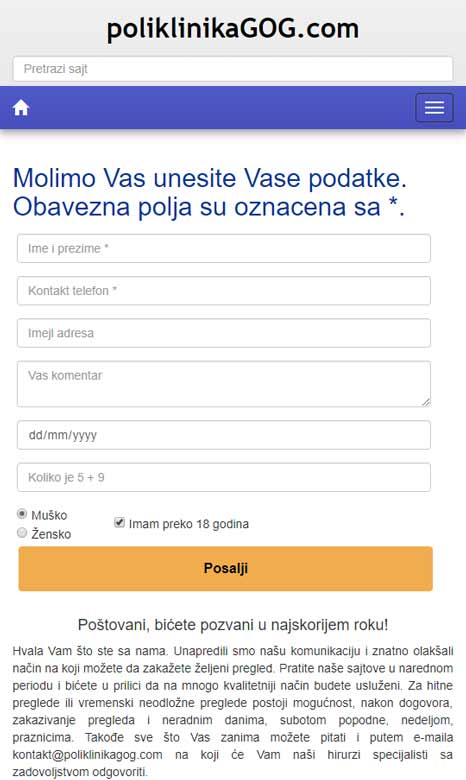 poliklinikaGOG.com
Pretrazi sajt
Molimo Vas unesite Vase podatke.
Obavezna polja su oznacena sa *.
Ime i prezime *
Kontakt telefon *
Imejl adresa
Vas komentar
dd/mm/yyyy
Koliko je 5 + 9
Muško
Imam preko 18 godina
Žensko
Posalji
Poštovani, bićete pozvani u najskorijem roku!
Hvala Vam što ste sa nama. Unapredili smo našu komunikaciju i znatno olakšali
način na koji možete da zakažete željeni pregled. Pratite naše sajtove u narednom
periodu i bićete u prilici da na mnogo kvalitetniji način budete usluženi. Za hitne
preglede ili vremenski neodložne preglede postoji mogućnost, nakon dogovora,
zakazivanje pregleda i neradnim danima, subotom popodne, nedeljom,
praznicima. Takođe sve što Vas zanima možete pitati i putem e-maila
kontakt@poliklinikagog.com na koji će Vam naši hirurzi specijalisti sa
zadovoljstvom odgovoriti.